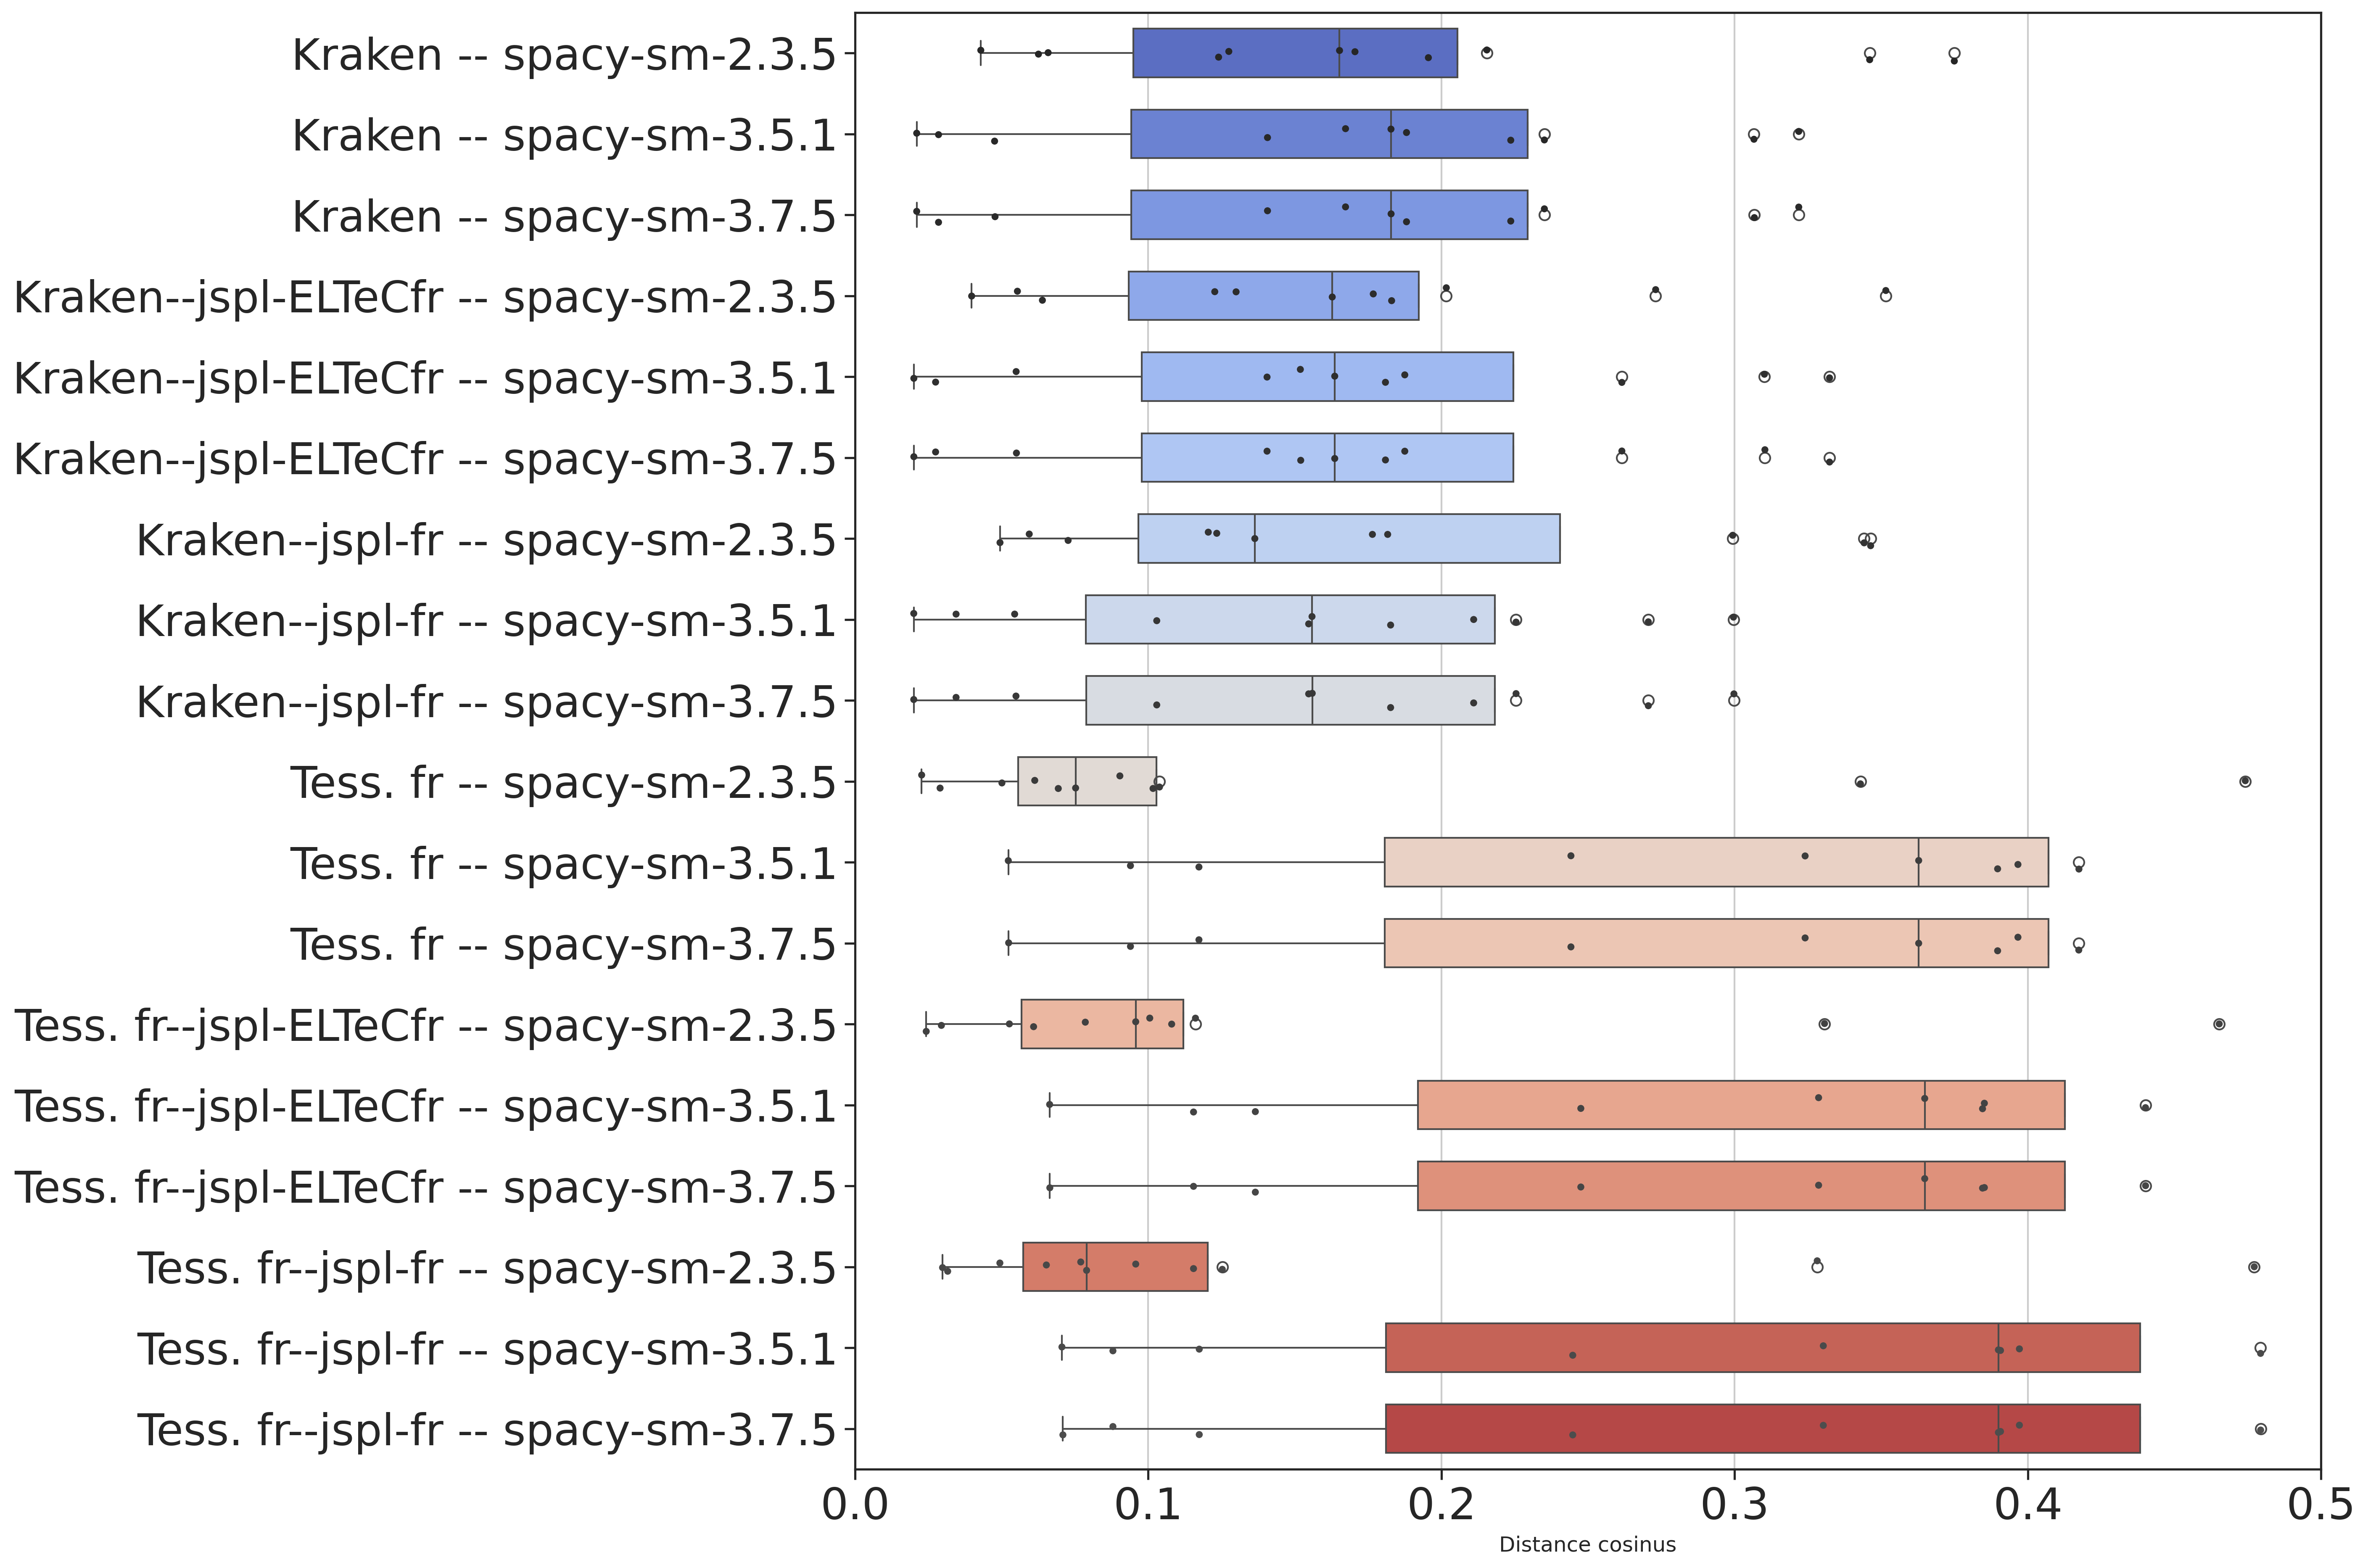 Kraken -- spacy-sm-2.3.5
Kraken -- spacy-sm-3.5.1
Kraken -- spacy-sm-3.7.5
Kraken--jspl-ELTeCfr -- spacy-sm-2.3.5
Kraken--jspl-ELTeCfr -- spacy-sm-3.5.1
Kraken--jspl-ELTeCfr -- spacy-sm-3.7.5
Kraken--jspl-fr -- spacy-sm-2.3.5
Kraken--jspl-fr -- spacy-sm-3.5.1
Kraken--jspl-fr -- spacy-sm-3.7.5
Tess. fr -- spacy-sm-2.3.5
Tess. fr -- spacy-sm-3.5.1
Tess. fr -- spacy-sm-3.7.5
Tess. fr--jspl-ELTeCfr -- spacy-sm-2.3.5
Tess. fr--jspl-ELTeCfr -- spacy-sm-3.5.1
Tess. fr--jspl-ELTeCfr -- spacy-sm-3.7.5
Tess. fr--jspl-fr -- spacy-sm-2.3.5
Tess. fr--jspl-fr -- spacy-sm-3.5.1
Tess. fr--jspl-fr -- spacy-sm-3.7.5
0.0 0.1 0.2 0.3 0.4 0.5
Distance cosinus